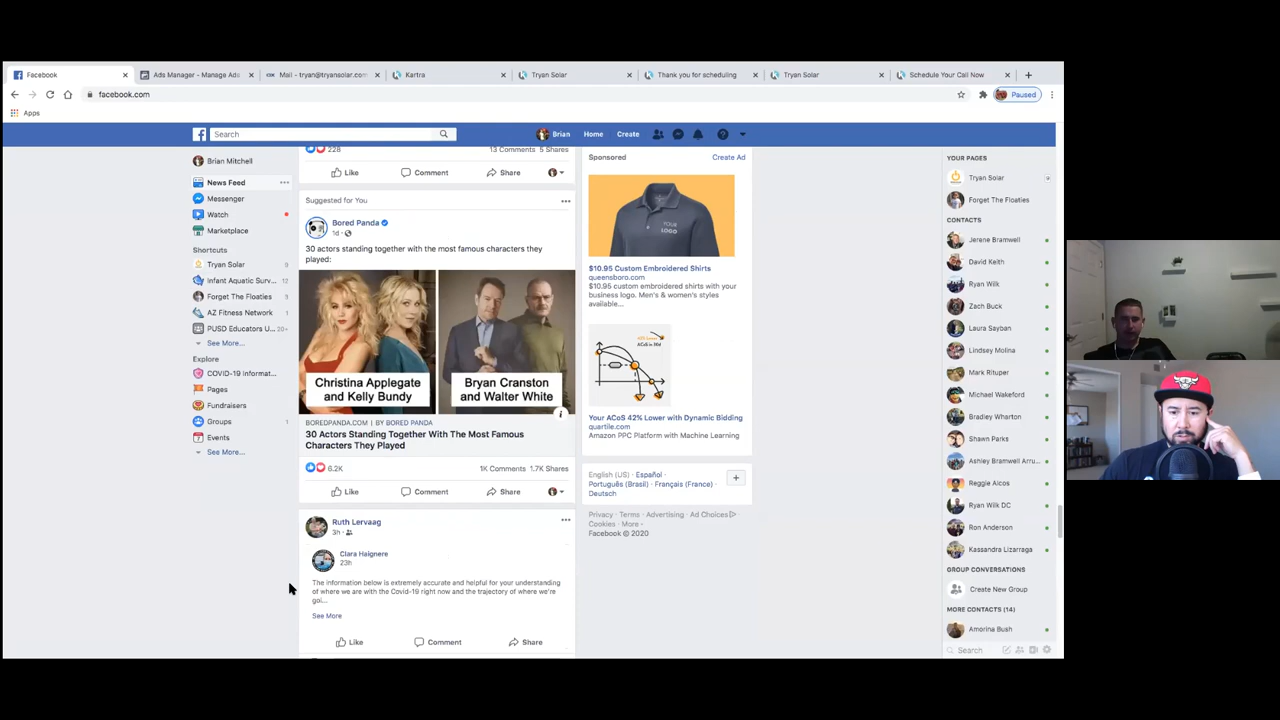 Facebook
Ads Manager - Manage Ads
Mail - tryan@tryansolar.com
Kartra
Tryan Solar
Thank you for scheduling
Tryan Solar
Schedule Your Call Now
facebook.com
Paused
Apps
Search
Brian
Home
Create
Brian Mitchell
News Feed
Messenger
Watch
Marketplace
Shortcuts
Tryan Solar 9
Infant Aquatic Surv... 12
Forget The Floaties 3
AZ Fitness Network 3
PUSD Educators U... 20+
See More...
Explore
COVID-19 Informat...
Pages
Fundraisers
Groups 1
Events
See More...
228
13 Comments 5 Shares
Like Comment Share
Suggested for You
Bored Panda
1d
30 actors standing together with the most famous characters they
played:
Christina Applegate
and Kelly Bundy
Bryan Cranston
and Walter White
BOREDPANDA.COM | BY BORED PANDA
30 Actors Standing Together With The Most Famous
Characters They Played
6.2K
1K Comments 1.7K Shares
Like Comment Share
Ruth Lervaag
3h
Clara Haignere
23h
The information below is extremely accurate and helpful for your understanding
of where we are with the Covid-19 right now and the trajectory of where we're
goi...
See More
Like Comment Share
Sponsored
Create Ad
YOUR
LOGO
$10.95 Custom Embroidered Shirts
queensboro.com
$10.95 custom embroidered shirts with your
business logo. Men's & women's styles
available...
Your ACoS 42% Lower with Dynamic Bidding
quartile.com
Amazon PPC Platform with Machine Learning
English (US) · Español ·
Português (Brasil) · Français (France) ·
Deutsch
Privacy · Terms · Advertising · Ad Choices
Cookies · More ·
Facebook © 2020
YOUR PAGES
Tryan Solar
Forget The Floaties
CONTACTS
Jerene Bramwell
David Keith
Ryan Wilk
Zach Buck
Laura Sayban
Lindsey Molina
Mark Rituper
Michael Wakeford
Bradley Wharton
Shawn Parks
Ashley Bramwell Arru...
Reggie Aicos
Ryan Wilk DC
Ron Anderson
Kassandra Lizarraga
GROUP CONVERSATIONS
Create New Group
MORE CONTACTS (14)
Amorina Bush
Search